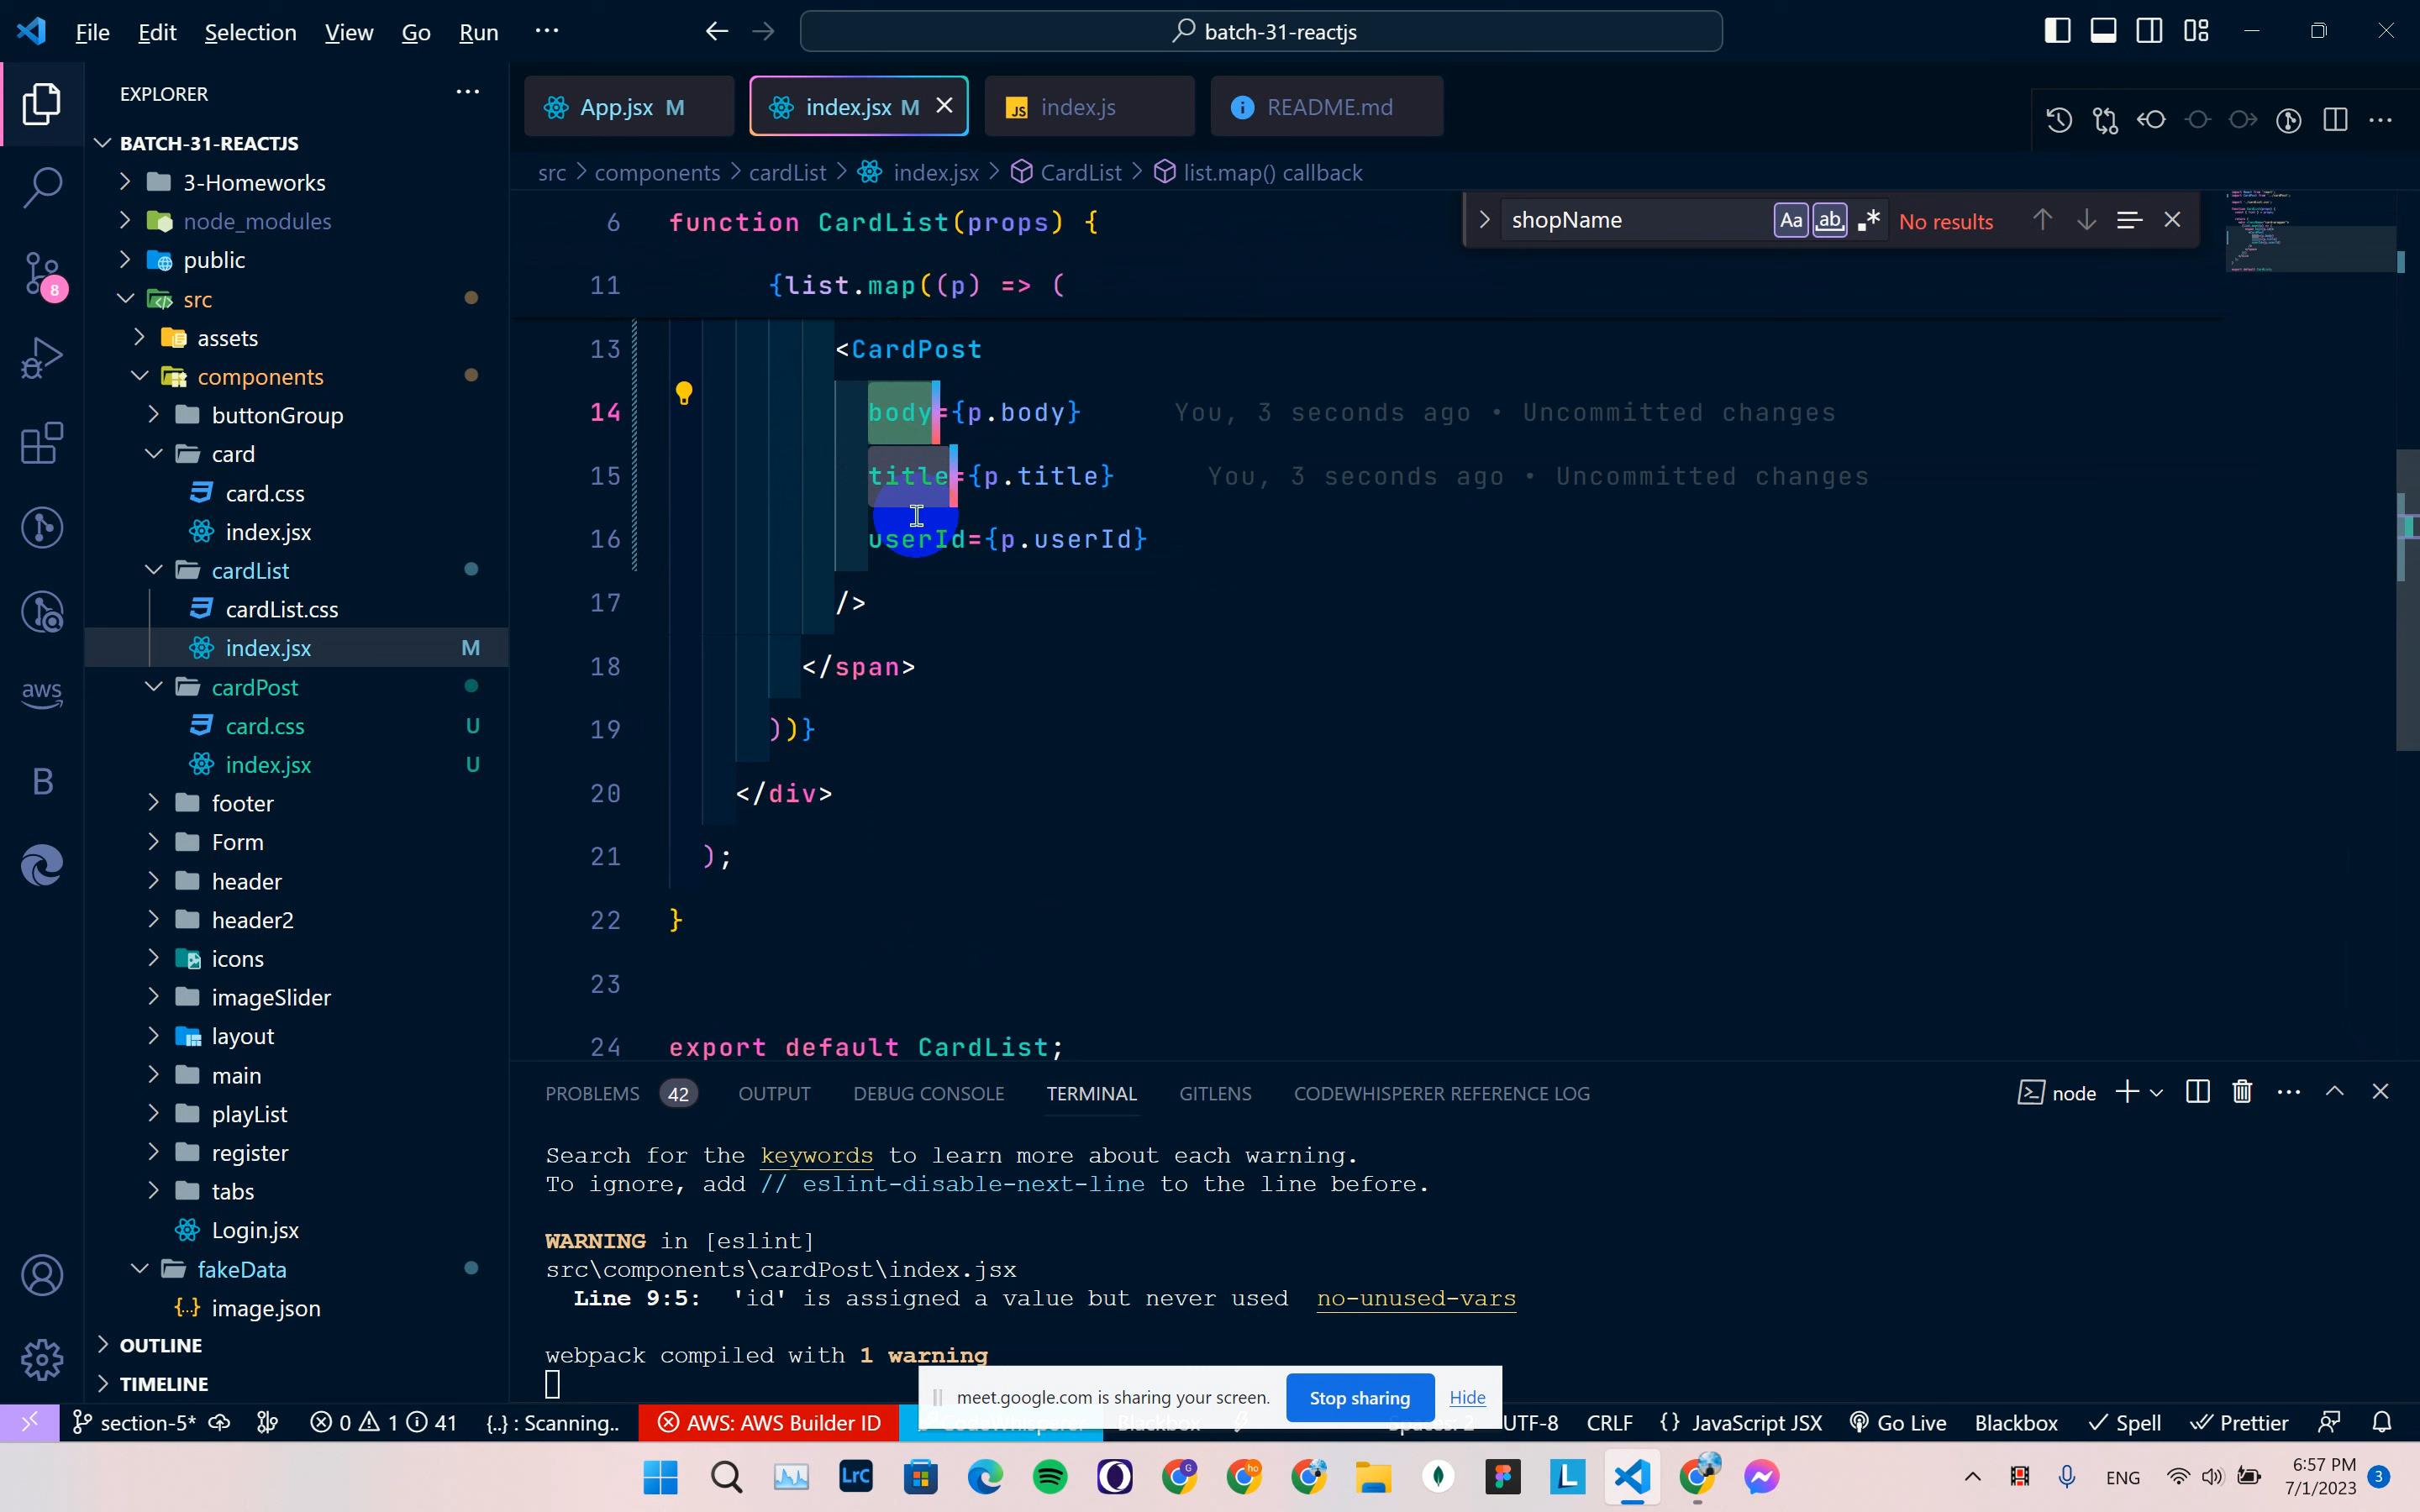 File Edit Selection View Go Run ···
batch-31-reactjs
EXPLORER
BATCH-31-REACTJS
3-Homeworks
node_modules
public
src
assets
components
buttonGroup
card
card.css
index.jsx
cardList
cardList.css
index.jsx M
cardPost
card.css U
index.jsx U
footer
Form
header
header2
icons
imageSlider
layout
main
playList
register
tabs
Login.jsx
fakeData
{..} image.json
OUTLINE
TIMELINE
8
aws
B
App.jsx M
index.jsx M
JS index.js
README.md
src > components > cardList > index.jsx > CardList > list.map() callback
shopName Aa ab .* No results
6 function CardList(props) {
11 {list.map((p) => (
13 <CardPost
14 body={p.body} You, 3 seconds ago • Uncommitted changes
15 title={p.title} You, 3 seconds ago • Uncommitted changes
16 userId={p.userId}
17 />
18 </span>
19 ))}
20 </div>
21 );
22 }
23
24 export default CardList;
PROBLEMS 42 OUTPUT DEBUG CONSOLE TERMINAL GITLENS CODEWHISPERER REFERENCE LOG
node
Search for the keywords to learn more about each warning.
To ignore, add // eslint-disable-next-line to the line before.
WARNING in [eslint]
src\components\cardPost\index.jsx
Line 9:5: 'id' is assigned a value but never used no-unused-vars
webpack compiled with 1 warning
meet.google.com is sharing your screen. Stop sharing Hide
section-5* 0 1 41 {..} : Scanning.. AWS: AWS Builder ID UTF-8 CRLF {} JavaScript JSX Go Live Blackbox Spell Prettier
LrC
ENG
6:57 PM
7/1/2023
3